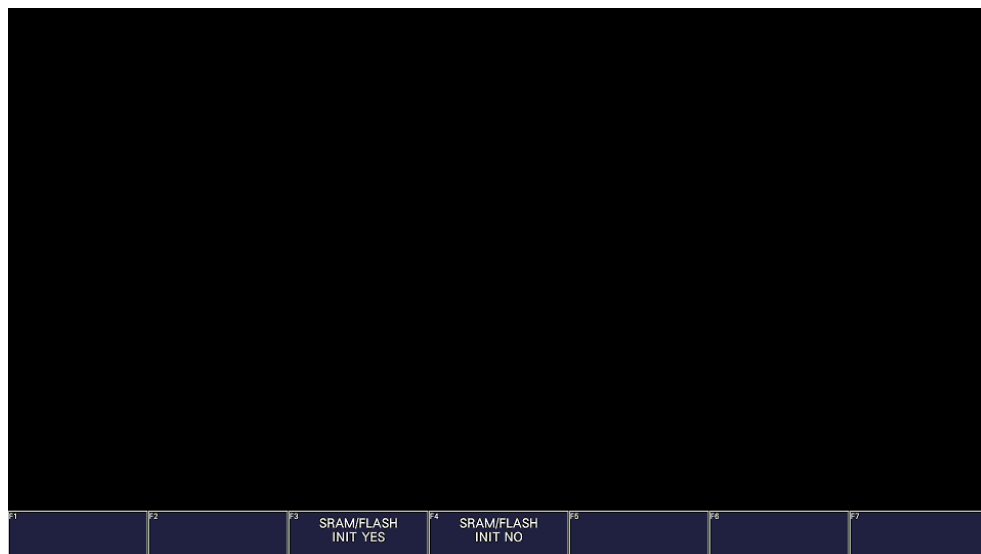 F1
F2
F3
SRAM/FLASH
INIT YES
F4
SRAM/FLASH
INIT NO
F5
F6
F7